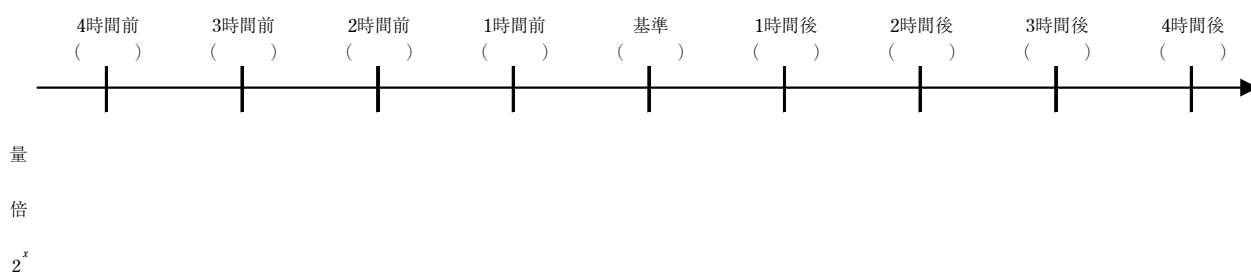 4時間前 3時間前 2時間前 1時間前 基準 1時間後 2時間後 3時間後 4時間後
( ) ( ) ( ) ( ) ( ) ( ) ( ) ( ) ( )
量
倍
2^x